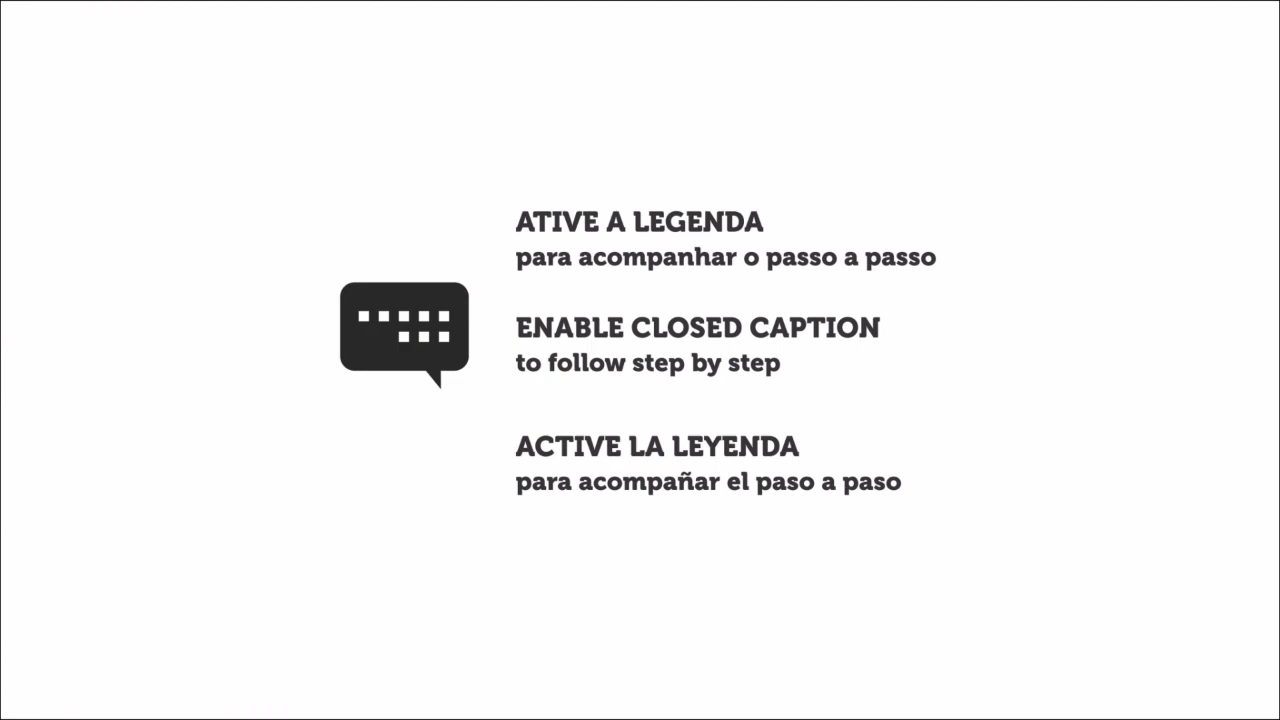 ATIVE A LEGENDA
para acompanhar o passo a passo
ENABLE CLOSED CAPTION
to follow step by step
ACTIVE LA LEYENDA
para acompañar el paso a paso